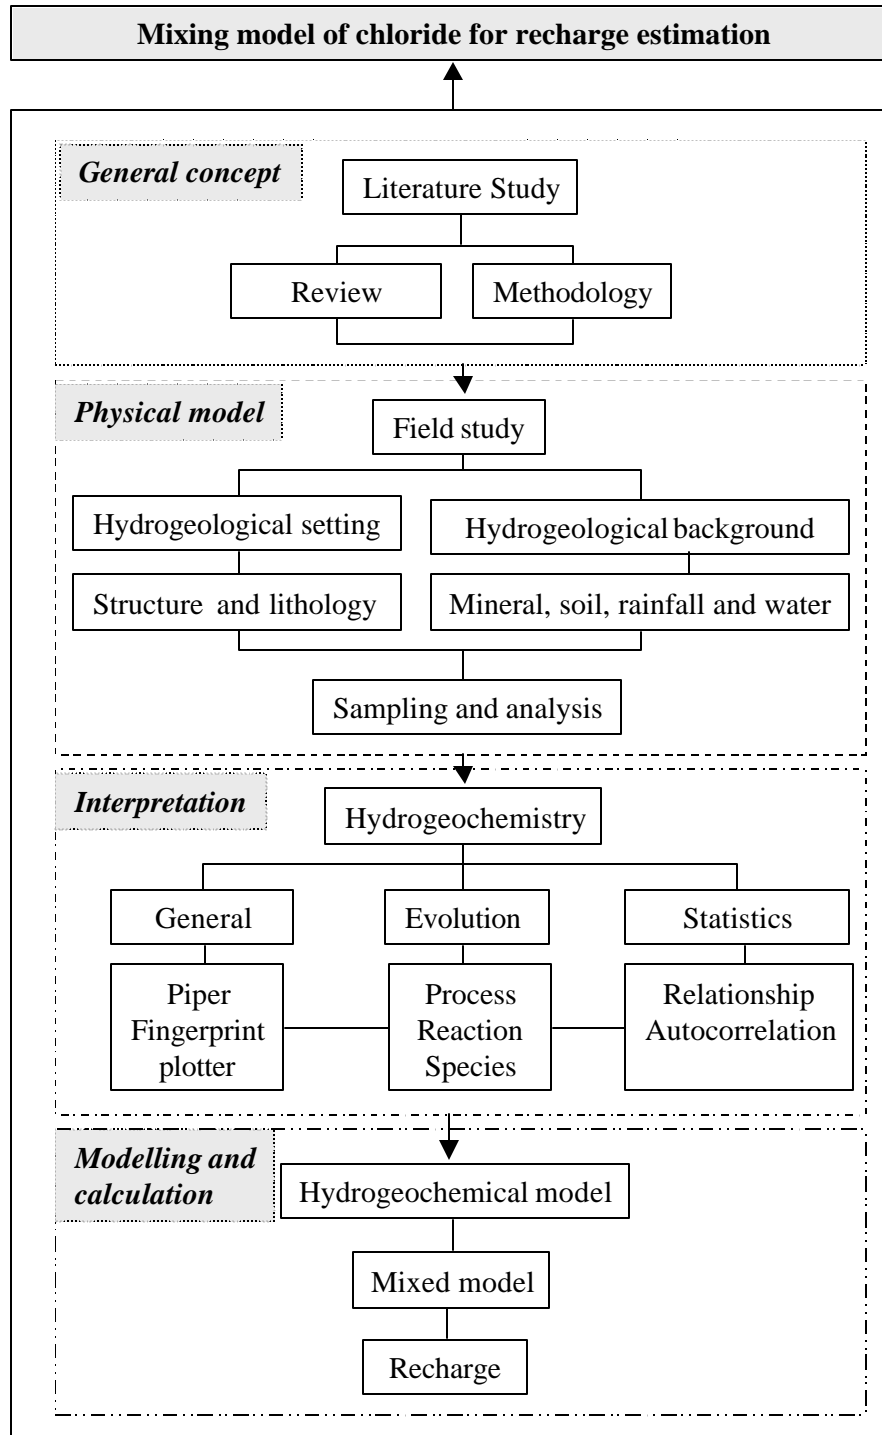 Mixing model of chloride for recharge estimation
General concept
Literature Study
Review
Methodology
Physical model
Field study
Hydrogeological setting
Hydrogeological background
Structure and lithology
Mineral, soil, rainfall and water
Sampling and analysis
Interpretation
Hydrogeochemistry
General
Evolution
Statistics
Piper
Fingerprint
plotter
Process
Reaction
Species
Relationship
Autocorrelation
Modelling and
calculation
Hydrogeochemical model
Mixed model
Recharge